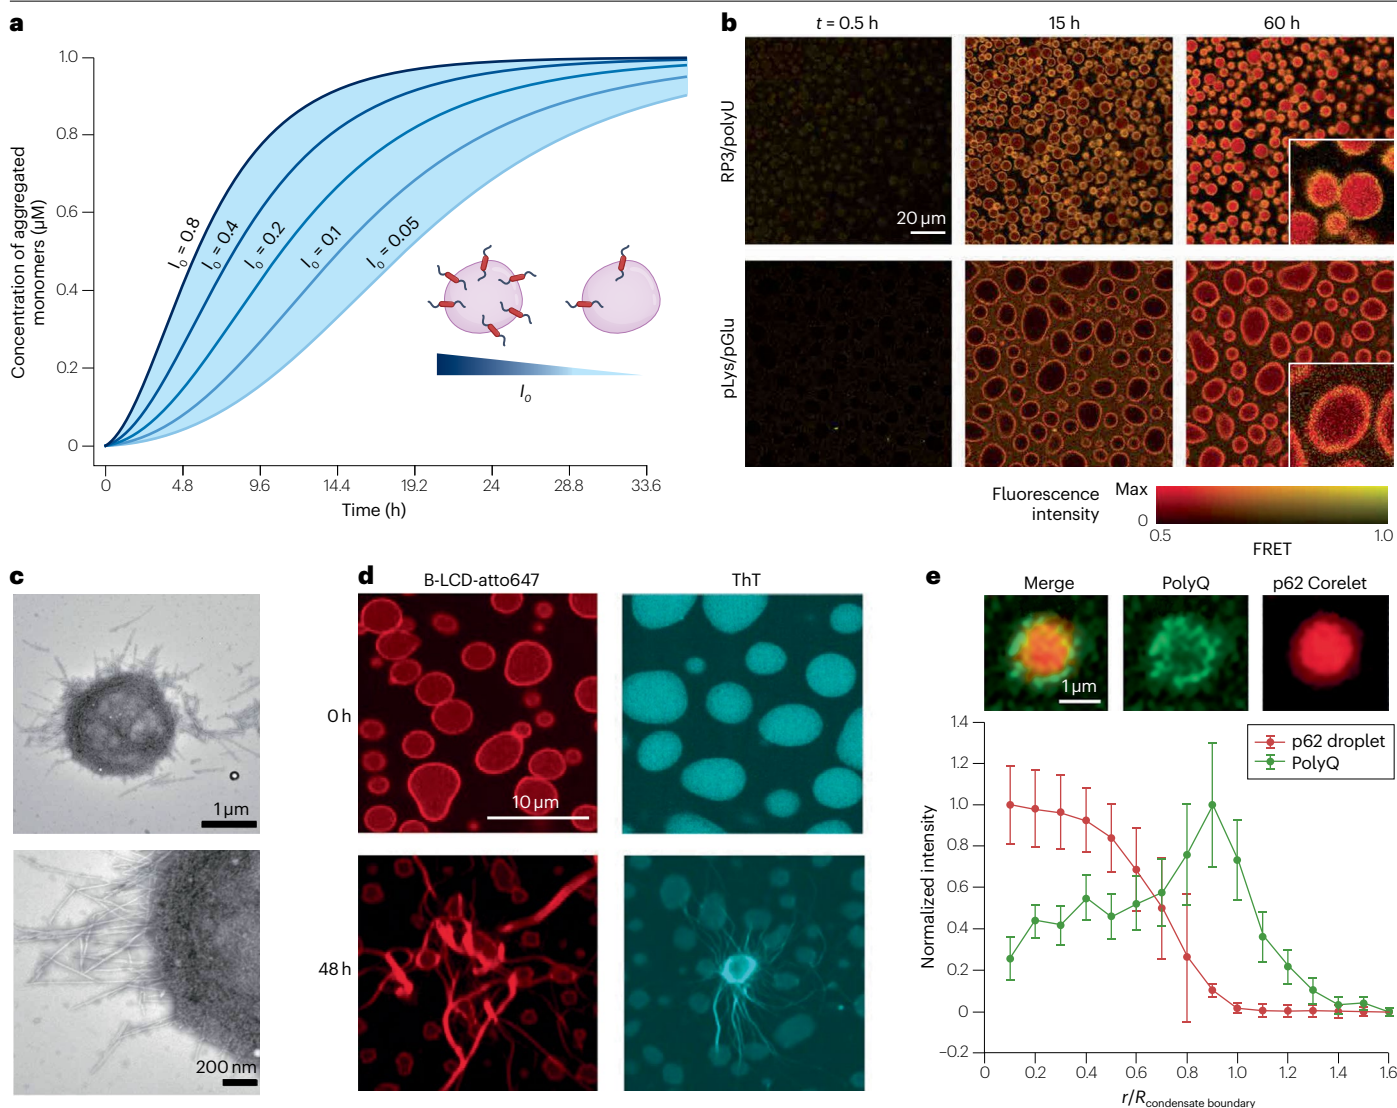 a
Concentration of aggregated
monomers (µM)
1.0
0.8
0.6
0.4
0.2
0
I₀ = 0.8
I₀ = 0.4
I₀ = 0.2
I₀ = 0.1
I₀ = 0.05
I₀
0 4.8 9.6 14.4 19.2 24 28.8 33.6
Time (h)
b
t = 0.5 h 15 h 60 h
RP3/polyU
20 µm
pLys/pGlu
Fluorescence
intensity
Max
0
0.5 1.0
FRET
c
1 µm
200 nm
d
B-LCD-atto647 ThT
0 h
10 µm
48 h
e
Merge PolyQ p62 Corelet
1 µm
p62 droplet
PolyQ
Normalized intensity
1.4
1.2
1.0
0.8
0.6
0.4
0.2
0
–0.2
0 0.2 0.4 0.6 0.8 1.0 1.2 1.4 1.6
r/R condensate boundary